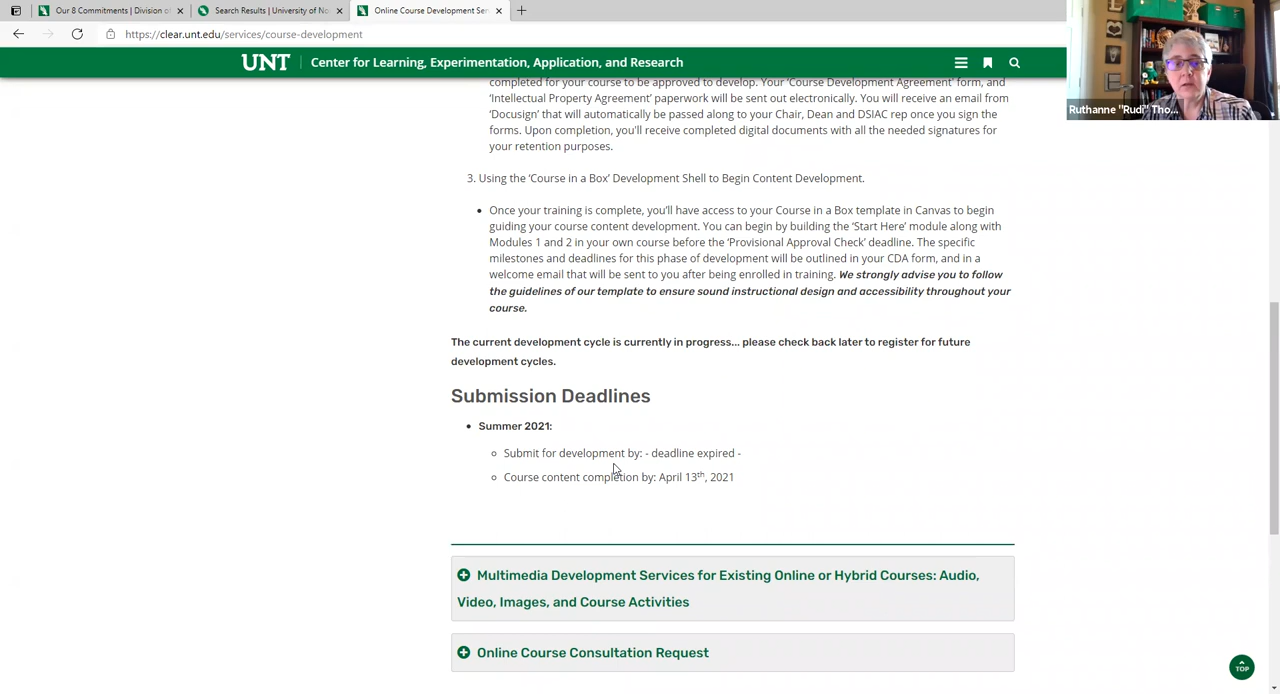 Our 8 Commitments | Division of
Search Results | University of No
Online Course Development Ser
https://clear.unt.edu/services/course-development
UNT Center for Learning, Experimentation, Application, and Research
Ruthanne "Rudi" Tho...
completed for your course to be approved to develop. Your ‘Course Development Agreement’ form, and
‘Intellectual Property Agreement’ paperwork will be sent out electronically. You will receive an email from
‘Docusign’ that will automatically be passed along to your Chair, Dean and DSIAC rep once you sign the
forms. Upon completion, you'll receive completed digital documents with all the needed signatures for
your retention purposes.
3. Using the ‘Course in a Box’ Development Shell to Begin Content Development.
Once your training is complete, you’ll have access to your Course in a Box template in Canvas to begin
guiding your course content development. You can begin by building the ‘Start Here’ module along with
Modules 1 and 2 in your own course before the ‘Provisional Approval Check’ deadline. The specific
milestones and deadlines for this phase of development will be outlined in your CDA form, and in a
welcome email that will be sent to you after being enrolled in training. We strongly advise you to follow
the guidelines of our template to ensure sound instructional design and accessibility throughout your
course.
The current development cycle is currently in progress... please check back later to register for future
development cycles.
Submission Deadlines
Summer 2021:
Submit for development by: - deadline expired -
Course content completion by: April 13th, 2021
Multimedia Development Services for Existing Online or Hybrid Courses: Audio,
Video, Images, and Course Activities
Online Course Consultation Request
TOP